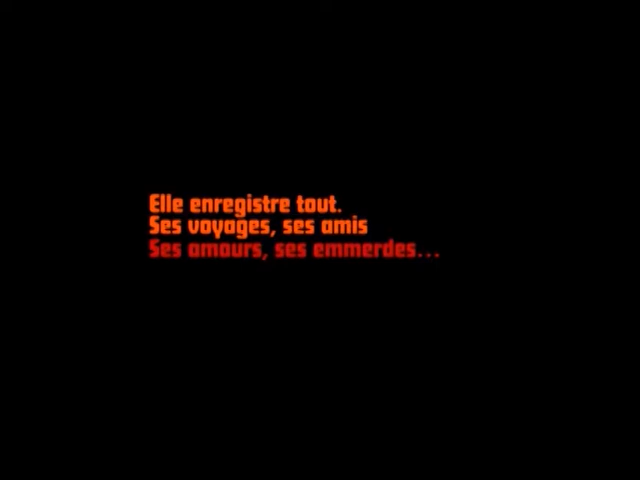 Elle enregistre tout.
Ses voyages, ses amis
Ses amours, ses emmerdes...